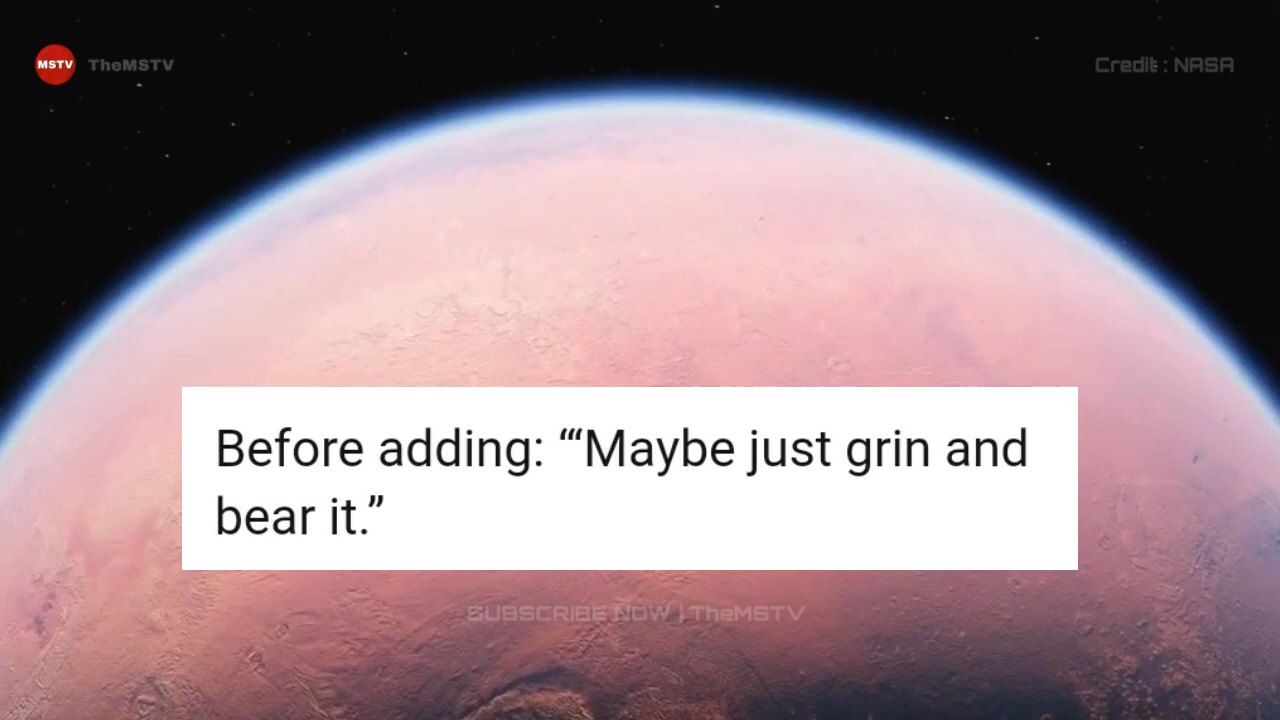 MSTV TheMSTV
Credit : NASA
Before adding: “‘Maybe just grin and
bear it.”
SUBSCRIBE NOW | TheMSTV